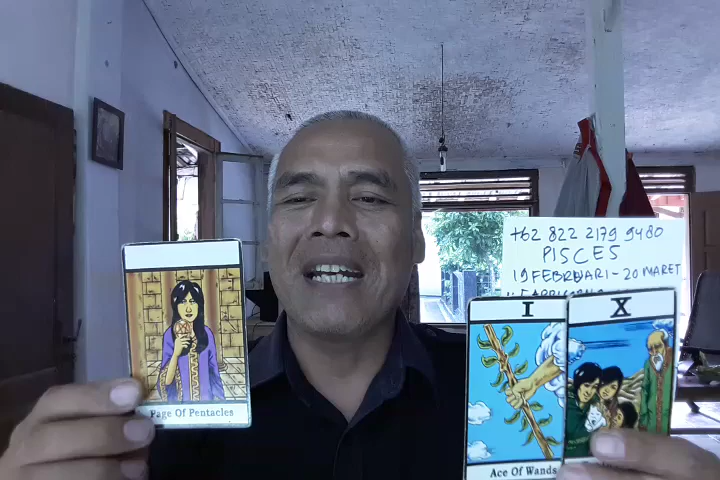 +62 822 2179 9480
PISCES
19 FEBRUARI - 20 MARET
Page Of Pentacles
I
Ace Of Wands
X